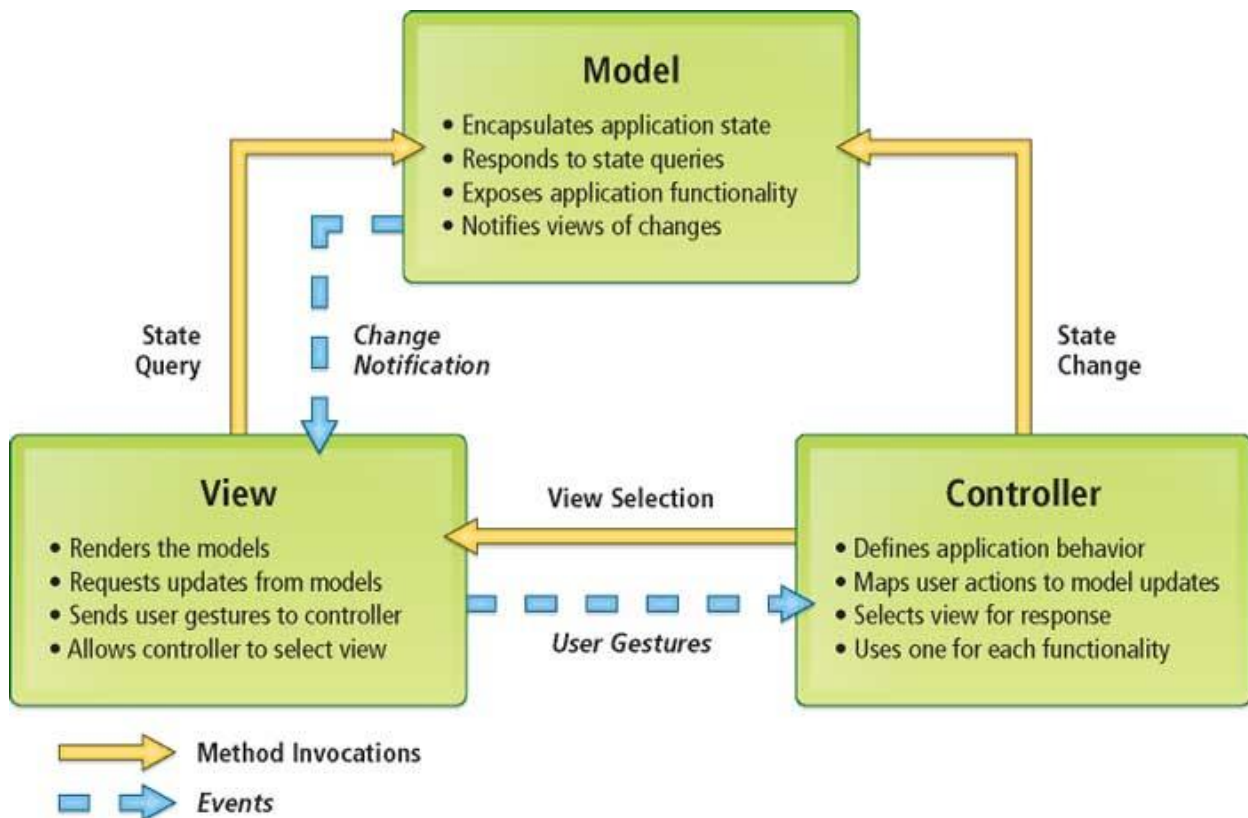 Model
• Encapsulates application state
• Responds to state queries
• Exposes application functionality
• Notifies views of changes
State
Query
Change
Notification
State
Change
View
• Renders the models
• Requests updates from models
• Sends user gestures to controller
• Allows controller to select view
View Selection
User Gestures
Controller
• Defines application behavior
• Maps user actions to model updates
• Selects view for response
• Uses one for each functionality
Method Invocations
Events